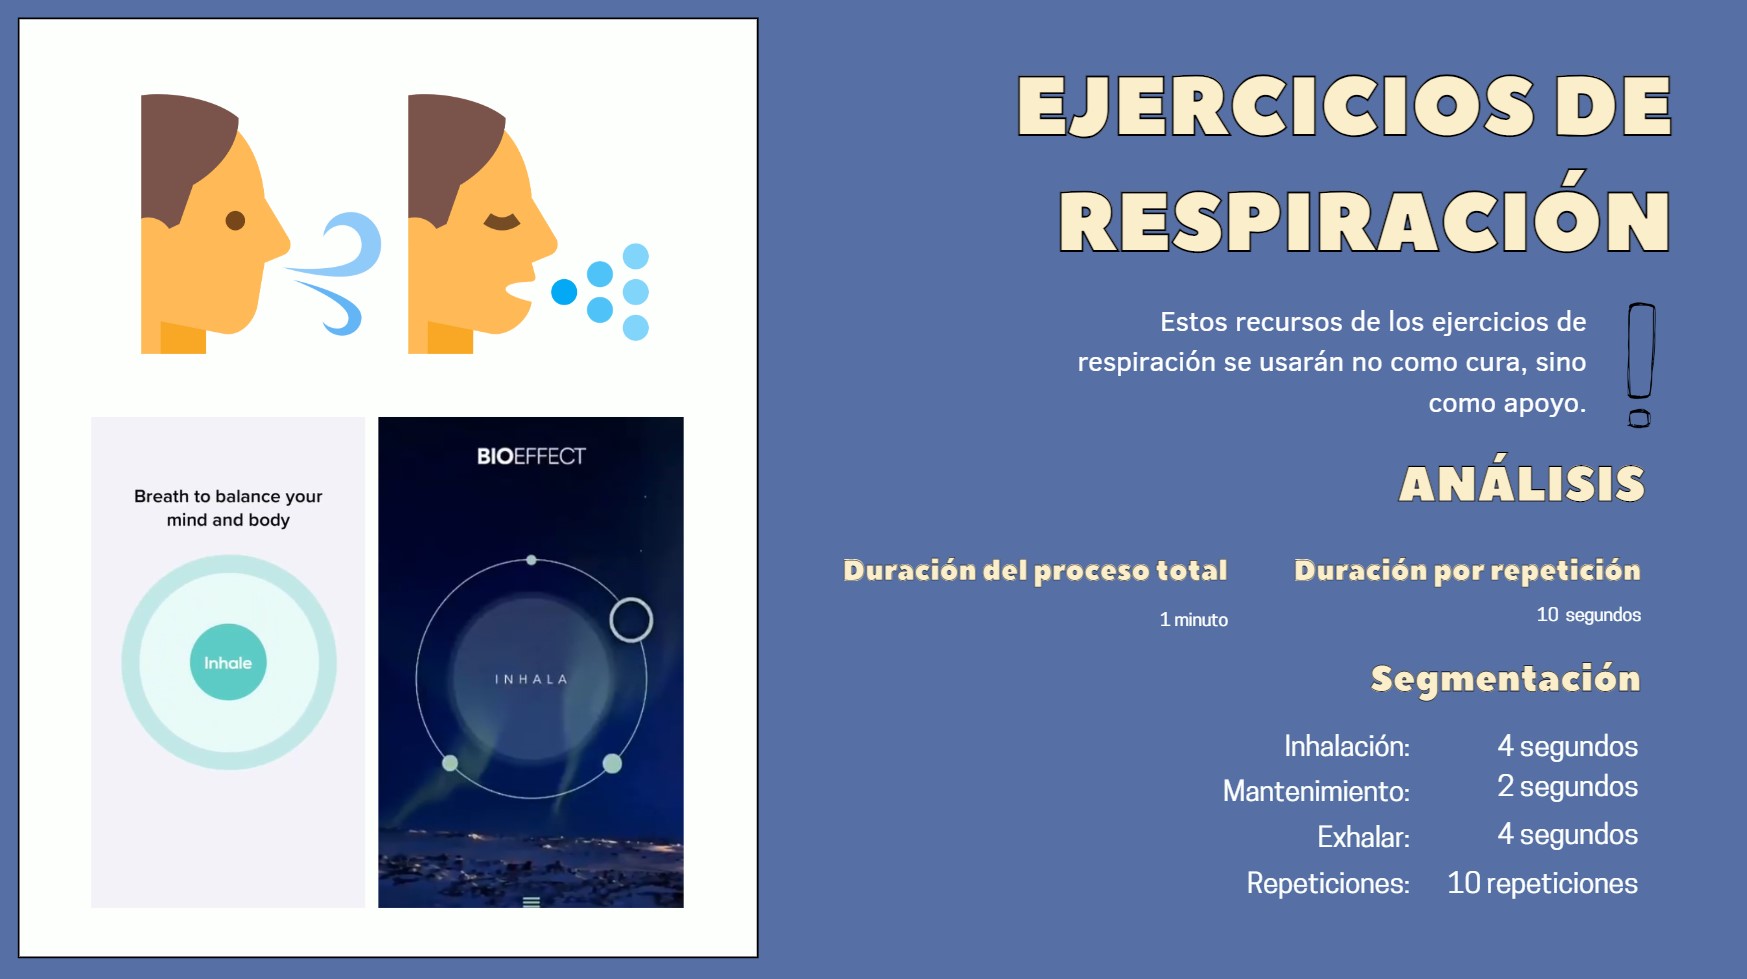 EJERCICIOS DE
RESPIRACIÓN
Estos recursos de los ejercicios de
respiración se usarán no como cura, sino
como apoyo.
ANÁLISIS
Duración del proceso total
1 minuto
Duración por repetición
10 segundos
Segmentación
Inhalación: 4 segundos
Mantenimiento: 2 segundos
Exhalar: 4 segundos
Repeticiones: 10 repeticiones
Breath to balance your
mind and body
Inhale
BIOEFFECT
INHALA